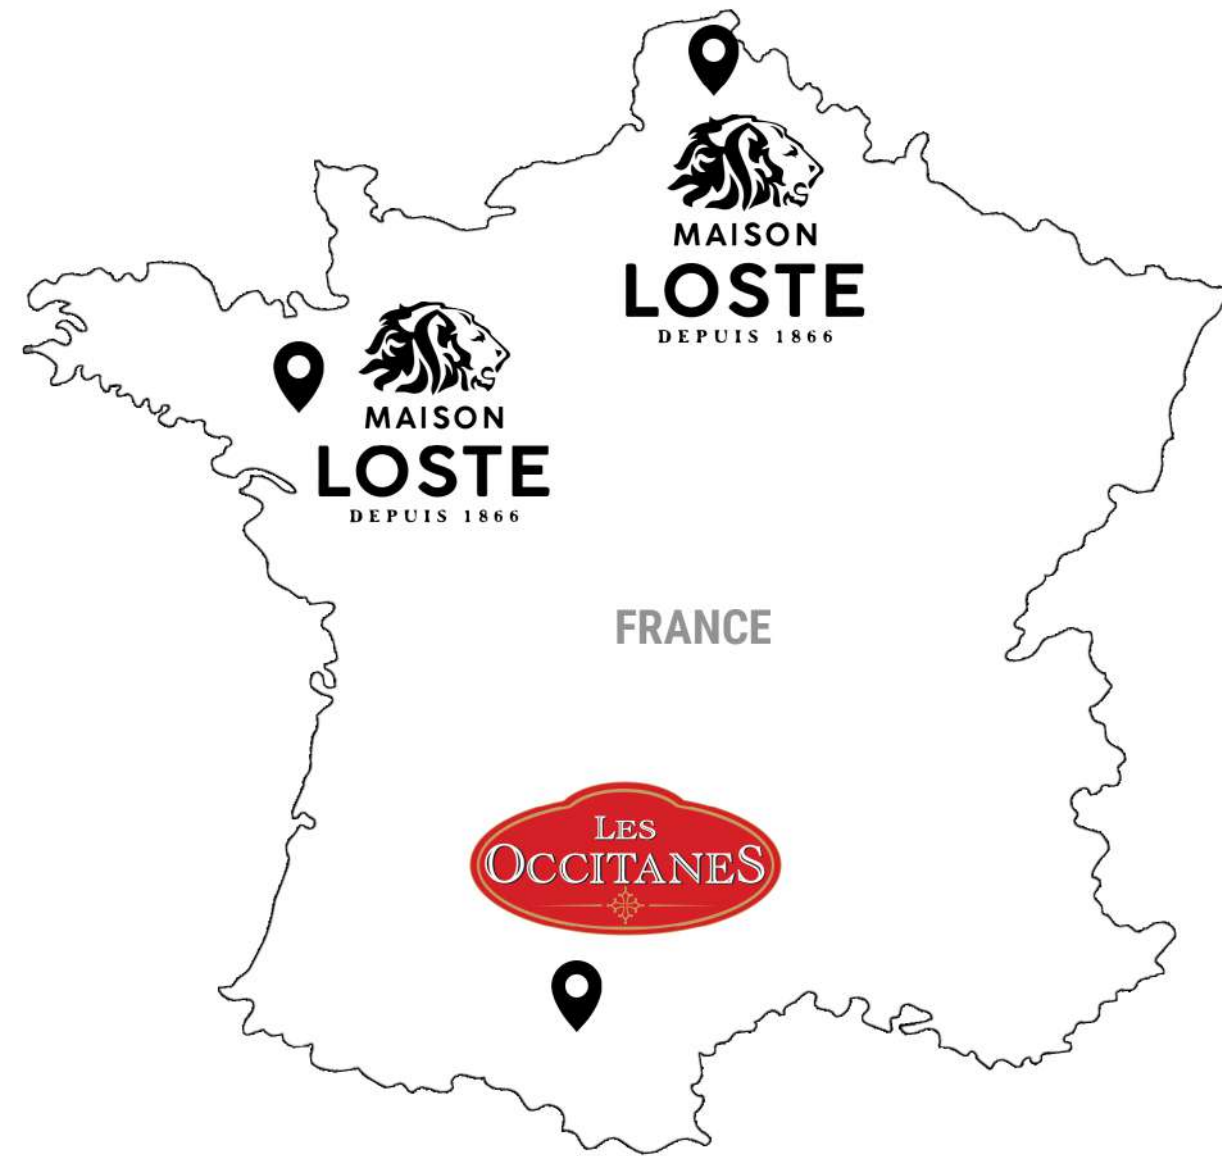 MAISON
LOSTE
DEPUIS 1866
MAISON
LOSTE
DEPUIS 1866
FRANCE
LES
OCCITANES